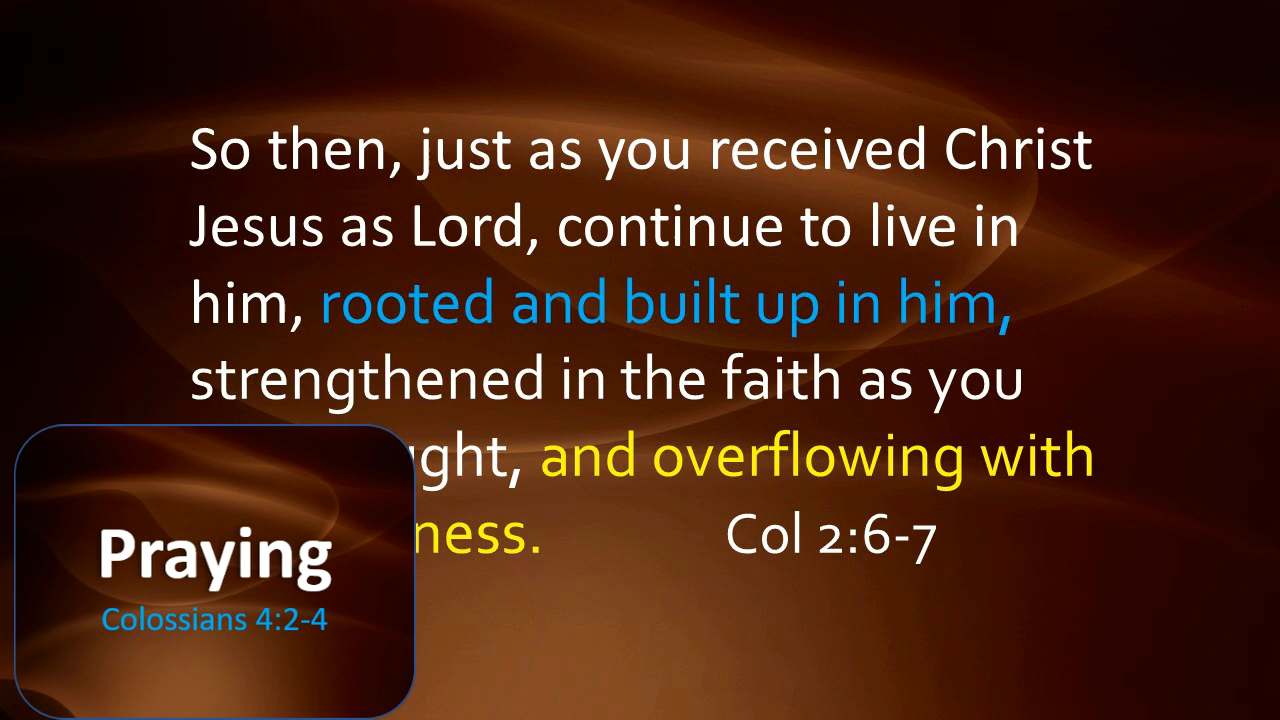 So then, just as you received Christ
Jesus as Lord, continue to live in
him, rooted and built up in him,
strengthened in the faith as you
ght, and overflowing with
ness. Col 2:6-7
Praying
Colossians 4:2-4